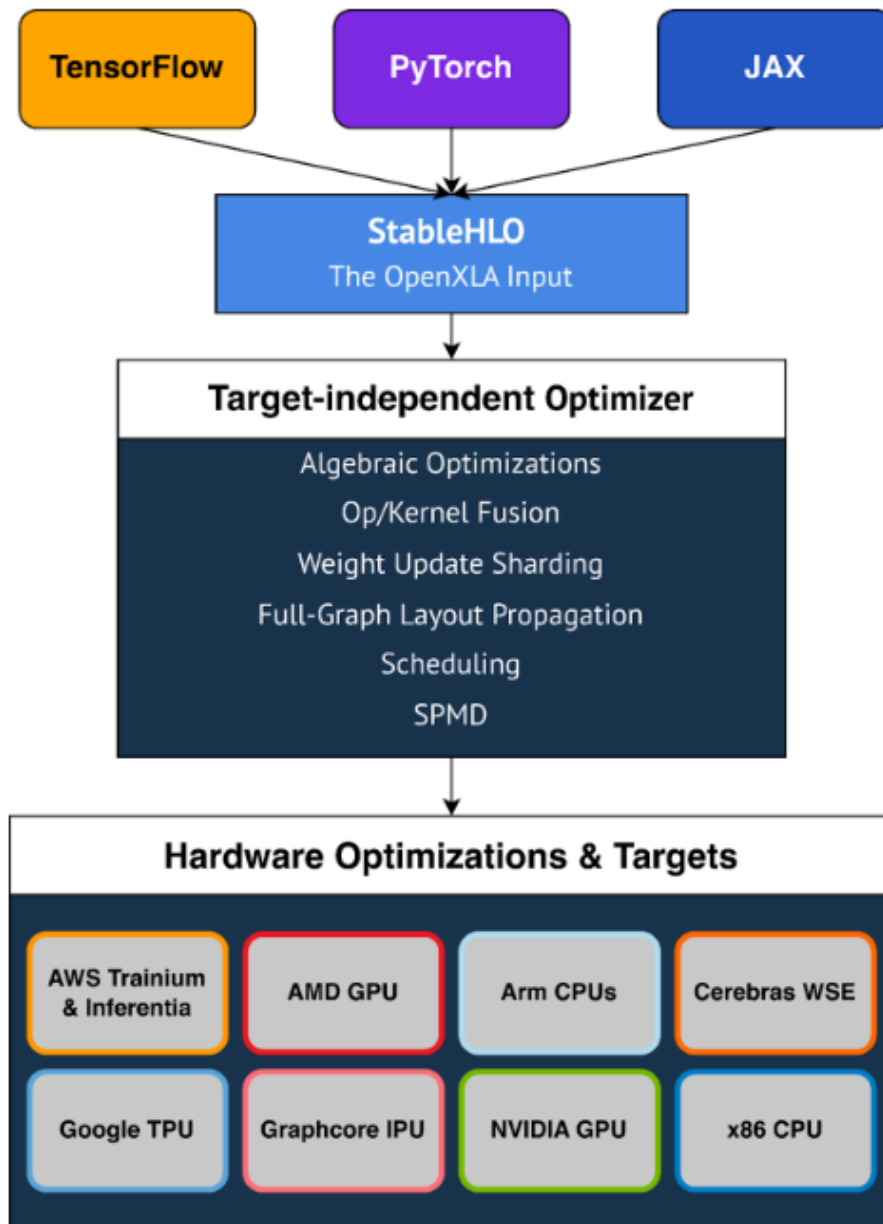 TensorFlow
PyTorch
JAX
StableHLO
The OpenXLA Input
Target-independent Optimizer
Algebraic Optimizations
Op/Kernel Fusion
Weight Update Sharding
Full-Graph Layout Propagation
Scheduling
SPMD
Hardware Optimizations & Targets
AWS Trainium
& Inferentia
AMD GPU
Arm CPUs
Cerebras WSE
Google TPU
Graphcore IPU
NVIDIA GPU
x86 CPU